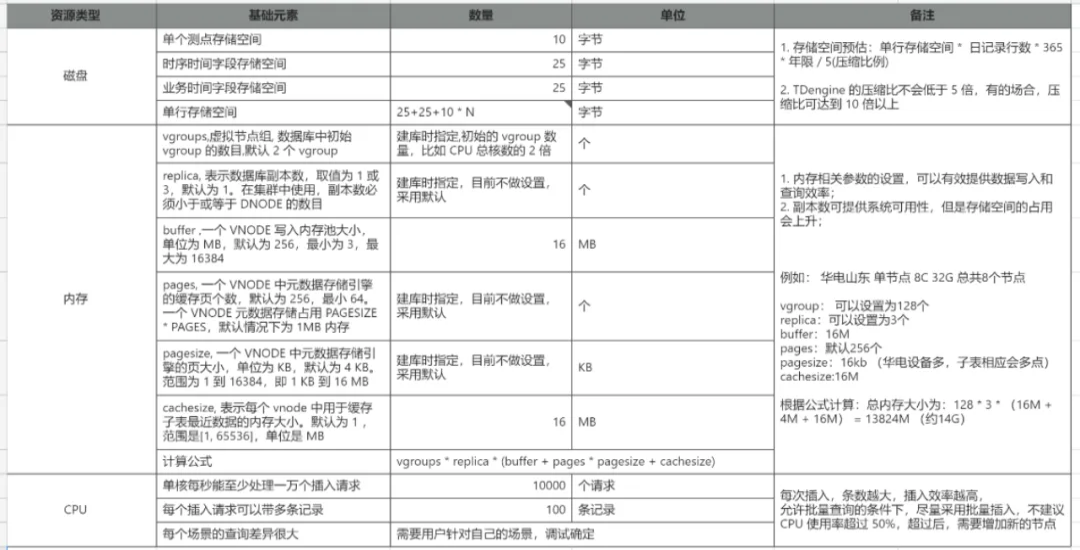 资源类型 基础元素 数量 单位 备注
磁盘
单个测点存储空间 10 字节
时序时间字段存储空间 25 字节
业务时间字段存储空间 25 字节
单行存储空间 25+25+10 * N 字节
1. 存储空间预估：单行存储空间 * 日记录行数 * 365
* 年限 / 5(压缩比例)
2. TDengine 的压缩比不会低于 5 倍，有的场合，压
缩比可达到 10 倍以上
内存
vgroups,虚拟节点组, 数据库中初始
vgroup 的数目,默认 2 个 vgroup
建库时指定,初始的 vgroup 数
量，比如 CPU 总核数的 2 倍
个
replica, 表示数据库副本数，取值为 1 或
3，默认为 1。在集群中使用，副本数必
须小于或等于 DNODE 的数目
建库时指定，目前不做设置，
采用默认
个
buffer ,一个 VNODE 写入内存池大小，
单位为 MB，默认为 256，最小为 3，最
大为 16384
16 MB
pages, 一个 VNODE 中元数据存储引擎
的缓存页个数，默认为 256，最小 64。
一个 VNODE 元数据存储占用 PAGESIZE
* PAGES，默认情况下为 1MB 内存
建库时指定，目前不做设置，
采用默认
个
pagesize, 一个 VNODE 中元数据存储引
擎的页大小，单位为 KB，默认为 4 KB。
范围为 1 到 16384，即 1 KB 到 16 MB
建库时指定，目前不做设置，
采用默认
KB
cachesize, 表示每个 vnode 中用于缓存
子表最近数据的内存大小。默认为 1 ，
范围是[1, 65536]，单位是 MB
16 MB
计算公式 vgroups * replica * (buffer + pages * pagesize + cachesize)
1. 内存相关参数的设置，可以有效提供数据写入和
查询效率；
2. 副本数可提供系统可用性，但是存储空间的占用
会上升；
例如： 华电山东 单节点 8C 32G 总共8个节点
vgroup： 可以设置为128个
replica：可以设置为3个
buffer：16M
pages：默认256个
pagesize：16kb （华电设备多，子表相应会多点）
cachesize:16M
根据公式计算：总内存大小为：128 * 3 * （16M +
4M + 16M） = 13824M （约14G）
CPU
单核每秒能至少处理一万个插入请求 10000 个请求
每个插入请求可以带多条记录 100 条记录
每个场景的查询差异很大 需要用户针对自己的场景，调试确定
每次插入，条数越大，插入效率越高，
允许批量查询的条件下，尽量采用批量插入，不建议
CPU 使用率超过 50%，超过后，需要增加新的节点